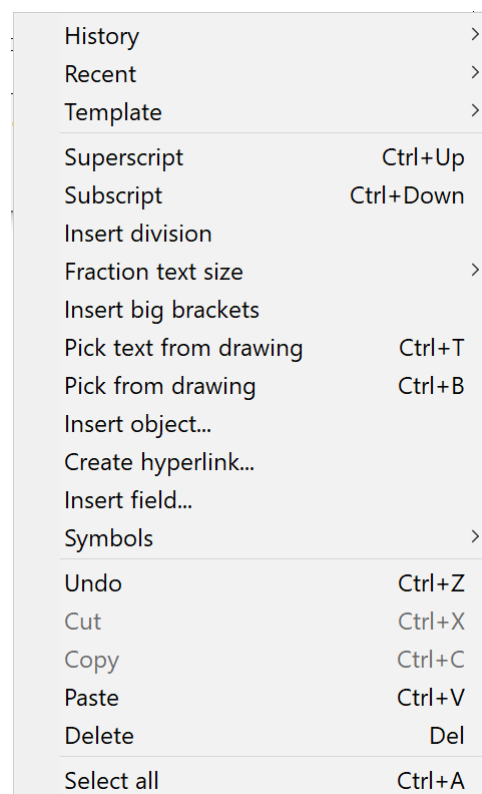 History
Recent
Template
Superscript Ctrl+Up
Subscript Ctrl+Down
Insert division
Fraction text size
Insert big brackets
Pick text from drawing Ctrl+T
Pick from drawing Ctrl+B
Insert object...
Create hyperlink...
Insert field...
Symbols
Undo Ctrl+Z
Cut Ctrl+X
Copy Ctrl+C
Paste Ctrl+V
Delete Del
Select all Ctrl+A